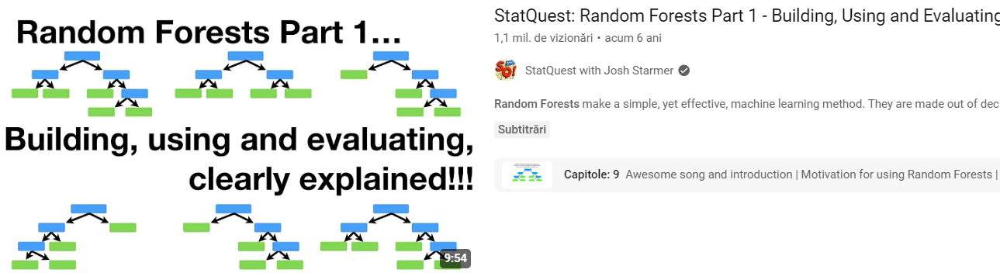 Random Forests Part 1...
Building, using and evaluating,
clearly explained!!!
9:54
StatQuest: Random Forests Part 1 - Building, Using and Evaluating
1,1 mil. de vizionări • acum 6 ani
SQ!
StatQuest with Josh Starmer
Random Forests make a simple, yet effective, machine learning method. They are made out of dec
Subtitrări
Capitole: 9 Awesome song and introduction | Motivation for using Random Forests |